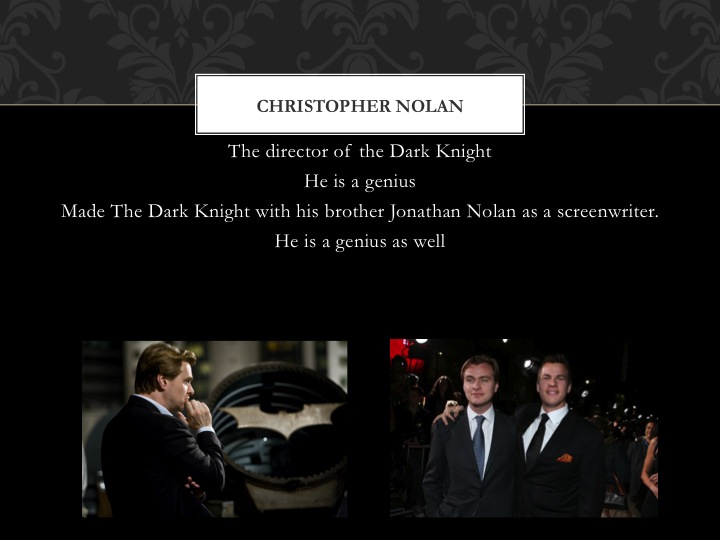 CHRISTOPHER NOLAN
The director of the Dark Knight
He is a genius
Made The Dark Knight with his brother Jonathan Nolan as a screenwriter.
He is a genius as well